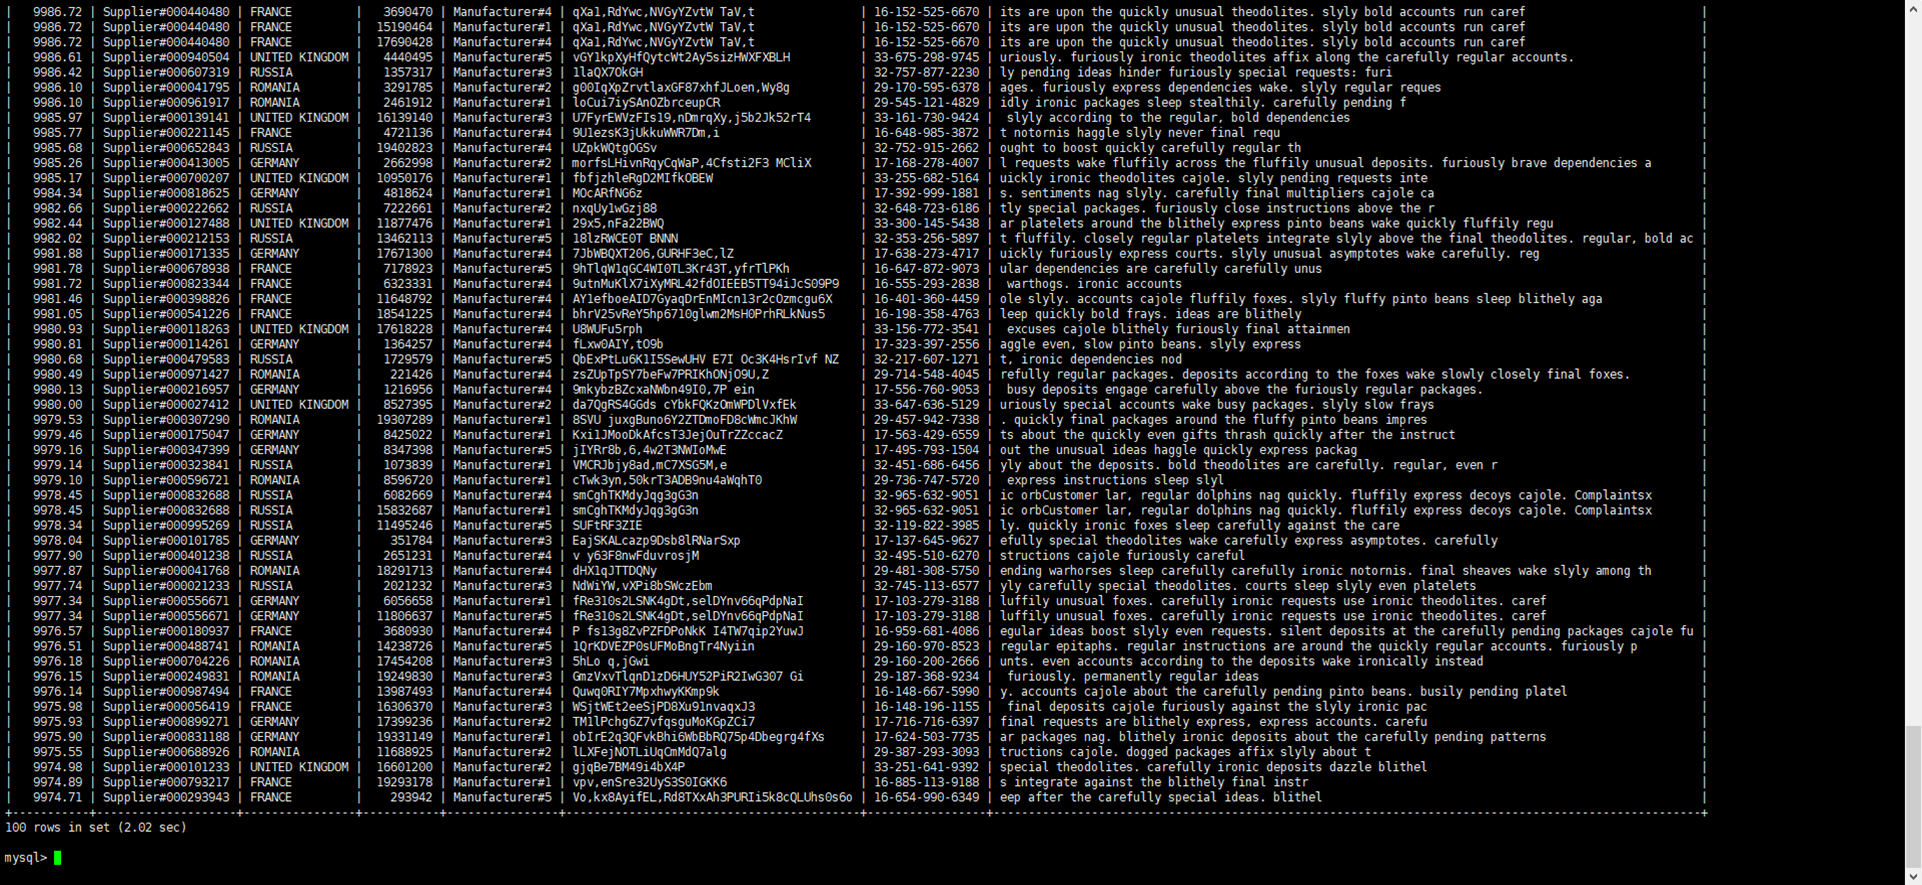 | 9986.72 | Supplier#000440480 | FRANCE | 3690470 | Manufacturer#4 | qXa1,RdYwc,NVGyYZvtW TaV,t | 16-152-525-6670 | its are upon the quickly unusual theodolites. slyly bold accounts run caref |
| 9986.72 | Supplier#000440480 | FRANCE | 15190464 | Manufacturer#1 | qXa1,RdYwc,NVGyYZvtW TaV,t | 16-152-525-6670 | its are upon the quickly unusual theodolites. slyly bold accounts run caref |
| 9986.72 | Supplier#000440480 | FRANCE | 17690428 | Manufacturer#4 | qXa1,RdYwc,NVGyYZvtW TaV,t | 16-152-525-6670 | its are upon the quickly unusual theodolites. slyly bold accounts run caref |
| 9986.61 | Supplier#000940504 | UNITED KINGDOM | 4440495 | Manufacturer#5 | vGY1kpXyHfQytcWt2Ay5sizHWXFXBLH | 33-675-298-9745 | uriously. furiously ironic theodolites affix along the carefully regular accounts. |
| 9986.42 | Supplier#000607319 | RUSSIA | 1357317 | Manufacturer#3 | 1laQX7OkGH | 32-757-877-2230 | ly pending ideas hinder furiously special requests: furi |
| 9986.10 | Supplier#000041795 | ROMANIA | 3291785 | Manufacturer#2 | g00IqXpZrvtlaxGF87xhfJLoen,Wy8g | 29-170-595-6378 | ages. furiously express dependencies wake. slyly regular reques |
| 9986.10 | Supplier#000961917 | ROMANIA | 2461912 | Manufacturer#1 | loCui7iySAnOZbrceupCR | 29-545-121-4829 | idly ironic packages sleep stealthily. carefully pending f |
| 9985.97 | Supplier#000139141 | UNITED KINGDOM | 16139140 | Manufacturer#3 | U7FyrEWVzFIs19,nDmrqXy,j5b2Jk52rT4 | 33-161-730-9424 | slyly according to the regular, bold dependencies |
| 9985.77 | Supplier#000221145 | FRANCE | 4721136 | Manufacturer#4 | 9U1ezsK3jUkkuWWR7Dm,i | 16-648-985-3872 | t notornis haggle slyly never final requ |
| 9985.68 | Supplier#000652843 | RUSSIA | 19402823 | Manufacturer#4 | UZpkWQtgOGSv | 32-752-915-2662 | ought to boost quickly carefully regular th |
| 9985.26 | Supplier#000413005 | GERMANY | 2662998 | Manufacturer#2 | morfsLHivnRqyCqWaP,4Cfsti2F3 MCliX | 17-168-278-4007 | l requests wake fluffily across the fluffily unusual deposits. furiously brave dependencies a |
| 9985.17 | Supplier#000700207 | UNITED KINGDOM | 10950176 | Manufacturer#1 | fbfjzhleRgD2MIfkOBEW | 33-255-682-5164 | uickly ironic theodolites cajole. slyly pending requests inte |
| 9984.34 | Supplier#000818625 | GERMANY | 4818624 | Manufacturer#1 | MOcARfNG6z | 17-392-999-1881 | s. sentiments nag slyly. carefully final multipliers cajole ca |
| 9982.66 | Supplier#000222662 | RUSSIA | 7222661 | Manufacturer#2 | nxqUy1wGzj88 | 32-648-723-6186 | tly special packages. furiously close instructions above the r |
| 9982.44 | Supplier#000127488 | UNITED KINGDOM | 11877476 | Manufacturer#1 | 29x5,nFa22BWQ | 33-300-145-5438 | ar platelets around the blithely express pinto beans wake quickly fluffily regu |
| 9982.02 | Supplier#000212153 | RUSSIA | 13462113 | Manufacturer#5 | 18lzRWCE0T BNNN | 32-353-256-5897 | t fluffily. closely regular platelets integrate slyly above the final theodolites. regular, bold ac |
| 9981.88 | Supplier#000171335 | GERMANY | 17671300 | Manufacturer#4 | 7JbWBQXT206,GURHF3eC,lZ | 17-638-273-4717 | uickly furiously express courts. slyly unusual asymptotes wake carefully. reg |
| 9981.78 | Supplier#000678938 | FRANCE | 7178923 | Manufacturer#5 | 9hTlqW1qGC4WI0TL3Kr43T,yfrTlPKh | 16-647-872-9073 | ular dependencies are carefully carefully unus |
| 9981.72 | Supplier#000823344 | FRANCE | 6323331 | Manufacturer#4 | 9utnMuKlX7iXyMRL42fdOIEEB5TT94iJcS09P9 | 16-555-293-2838 | warthogs. ironic accounts |
| 9981.46 | Supplier#000398826 | FRANCE | 11648792 | Manufacturer#4 | AY1efboeAID7GyaqDrEnMIcn13r2cOzmcgu6X | 16-401-360-4459 | ole slyly. accounts cajole fluffily foxes. slyly fluffy pinto beans sleep blithely aga |
| 9981.05 | Supplier#000541226 | FRANCE | 18541225 | Manufacturer#4 | bhrV25vReY5hp671Oglwm2MsH0PrhRLkNus5 | 16-198-358-4763 | leep quickly bold frays. ideas are blithely |
| 9980.93 | Supplier#000118263 | UNITED KINGDOM | 17618228 | Manufacturer#4 | U8WUFu5rph | 33-156-772-3541 | excuses cajole blithely furiously final attainmen |
| 9980.81 | Supplier#000114261 | GERMANY | 1364257 | Manufacturer#4 | fLxw0AIY,tO9b | 17-323-397-2556 | aggle even, slow pinto beans. slyly express |
| 9980.68 | Supplier#000479583 | RUSSIA | 1729579 | Manufacturer#5 | QbExPtLu6K1I5SewUHV E7I Oc3K4HsrIvf NZ | 32-217-607-1271 | t, ironic dependencies nod |
| 9980.49 | Supplier#000971427 | ROMANIA | 221426 | Manufacturer#4 | zsZUpTpSY7beFw7PRIKhONjO9U,Z | 29-714-548-4045 | refully regular packages. deposits according to the foxes wake slowly closely final foxes. |
| 9980.13 | Supplier#000216957 | GERMANY | 1216956 | Manufacturer#4 | 9mkybzBZcxaNWbn49I0,7P ein | 17-556-760-9053 | busy deposits engage carefully above the furiously regular packages. |
| 9980.00 | Supplier#000027412 | UNITED KINGDOM | 8527395 | Manufacturer#2 | da7QgRS4GGds cYbkFQKzOmWPDlVxfEk | 33-647-636-5129 | uriously special accounts wake busy packages. slyly slow frays |
| 9979.53 | Supplier#000307290 | ROMANIA | 19307289 | Manufacturer#1 | 8SVU juxgBuno6Y2ZTDmoFD8cWmcJKhW | 29-457-942-7338 | . quickly final packages around the fluffy pinto beans impres |
| 9979.46 | Supplier#000175047 | GERMANY | 8425022 | Manufacturer#1 | Kxi1JMooDkAfcsT3JejOuTrZZccacZ | 17-563-429-6559 | ts about the quickly even gifts thrash quickly after the instruct |
| 9979.16 | Supplier#000347399 | GERMANY | 8347398 | Manufacturer#5 | jIYRr8b,6,4w2T3NWIoMwE | 17-495-793-1504 | out the unusual ideas haggle quickly express packag |
| 9979.14 | Supplier#000323841 | RUSSIA | 1073839 | Manufacturer#1 | VMCRJbjy8ad,mC7XSG5M,e | 32-451-686-6456 | yly about the deposits. bold theodolites are carefully. regular, even r |
| 9979.10 | Supplier#000596721 | ROMANIA | 8596720 | Manufacturer#1 | cTwk3yn,50krT3ADB9nu4aWqhT0 | 29-736-747-5720 | express instructions sleep slyl |
| 9978.45 | Supplier#000832688 | RUSSIA | 6082669 | Manufacturer#4 | smCghTKMdyJqg3gG3n | 32-965-632-9051 | ic orbCustomer lar, regular dolphins nag quickly. fluffily express decoys cajole. Complaintsx |
| 9978.45 | Supplier#000832688 | RUSSIA | 15832687 | Manufacturer#1 | smCghTKMdyJqg3gG3n | 32-965-632-9051 | ic orbCustomer lar, regular dolphins nag quickly. fluffily express decoys cajole. Complaintsx |
| 9978.34 | Supplier#000995269 | RUSSIA | 11495246 | Manufacturer#5 | SUFtRF3ZIE | 32-119-822-3985 | ly. quickly ironic foxes sleep carefully against the care |
| 9978.04 | Supplier#000101785 | GERMANY | 351784 | Manufacturer#3 | EajSKALcazp9Dsb8lRNarSxp | 17-137-645-9627 | efully special theodolites wake carefully express asymptotes. carefully |
| 9977.90 | Supplier#000401238 | RUSSIA | 2651231 | Manufacturer#4 | v y63F8nwFduvrosjM | 32-495-510-6270 | structions cajole furiously careful |
| 9977.87 | Supplier#000041768 | ROMANIA | 18291713 | Manufacturer#4 | dHX1qJTTDQNy | 29-481-308-5750 | ending warhorses sleep carefully carefully ironic notornis. final sheaves wake slyly among th |
| 9977.74 | Supplier#000021233 | RUSSIA | 2021232 | Manufacturer#3 | NdWiYW,vXPi8bSWczEbm | 32-745-113-6577 | yly carefully special theodolites. courts sleep slyly even platelets |
| 9977.34 | Supplier#000556671 | GERMANY | 6056658 | Manufacturer#1 | fRe310s2LSNK4gDt,selDYnv66qPdpNaI | 17-103-279-3188 | luffily unusual foxes. carefully ironic requests use ironic theodolites. caref |
| 9977.34 | Supplier#000556671 | GERMANY | 11806637 | Manufacturer#5 | fRe310s2LSNK4gDt,selDYnv66qPdpNaI | 17-103-279-3188 | luffily unusual foxes. carefully ironic requests use ironic theodolites. caref |
| 9976.57 | Supplier#000180937 | FRANCE | 3680930 | Manufacturer#4 | P fs13g8ZvPZFDPoNkK I4TW7qip2YuwJ | 16-959-681-4086 | egular ideas boost slyly even requests. silent deposits at the carefully pending packages cajole fu |
| 9976.51 | Supplier#000488741 | ROMANIA | 14238726 | Manufacturer#5 | 1QrKDVEZP0sUFMoBngTr4Nyiin | 29-160-970-8523 | regular epitaphs. regular instructions are around the quickly regular accounts. furiously p |
| 9976.18 | Supplier#000704226 | ROMANIA | 17454208 | Manufacturer#3 | 5hLo q,jGwi | 29-160-200-2666 | unts. even accounts according to the deposits wake ironically instead |
| 9976.15 | Supplier#000249831 | ROMANIA | 19249830 | Manufacturer#3 | GmzVxvTlqnD1zD6HUY52PiR2IwG307 Gi | 29-187-368-9234 | furiously. permanently regular ideas |
| 9976.14 | Supplier#000987494 | FRANCE | 13987493 | Manufacturer#4 | Quwq0RIY7MpxhwyKKmp9k | 16-148-667-5990 | y. accounts cajole about the carefully pending pinto beans. busily pending platel |
| 9975.98 | Supplier#000056419 | FRANCE | 16306370 | Manufacturer#3 | WSjtWEt2eeSjPD8Xu91nvaqxJ3 | 16-148-196-1155 | final deposits cajole furiously against the slyly ironic pac |
| 9975.93 | Supplier#000899271 | GERMANY | 17399236 | Manufacturer#2 | TM1lPchg6Z7vfqsguMoKGpZCi7 | 17-716-716-6397 | final requests are blithely express, express accounts. carefu |
| 9975.90 | Supplier#000831188 | GERMANY | 19331149 | Manufacturer#1 | obIrE2q3QFvkBhi6WbBbRQ75p4Dbegrg4fXs | 17-624-503-7735 | ar packages nag. blithely ironic deposits about the carefully pending patterns |
| 9975.55 | Supplier#000688926 | ROMANIA | 11688925 | Manufacturer#2 | lLXFejNOTLiUqCmMdQ7alg | 29-387-293-3093 | tructions cajole. dogged packages affix slyly about t |
| 9974.98 | Supplier#000101233 | UNITED KINGDOM | 16601200 | Manufacturer#2 | gjqBe7BM49i4bX4P | 33-251-641-9392 | special theodolites. carefully ironic deposits dazzle blithel |
| 9974.89 | Supplier#000793217 | FRANCE | 19293178 | Manufacturer#1 | vpv,enSre32UyS3S0IGKK6 | 16-885-113-9188 | s integrate against the blithely final instr |
| 9974.71 | Supplier#000293943 | FRANCE | 293942 | Manufacturer#5 | Vo,kx8AyifEL,Rd8TXxAh3PURIi5k8cQLUhs0s6o | 16-654-990-6349 | eep after the carefully special ideas. blithel |
100 rows in set (2.02 sec)
mysql>